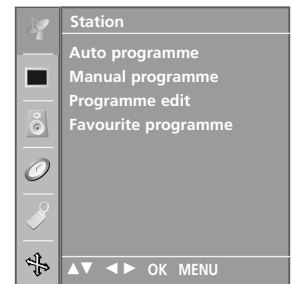 Station
Auto programme
Manual programme
Programme edit
Favourite programme
▲▼ ◄► OK MENU